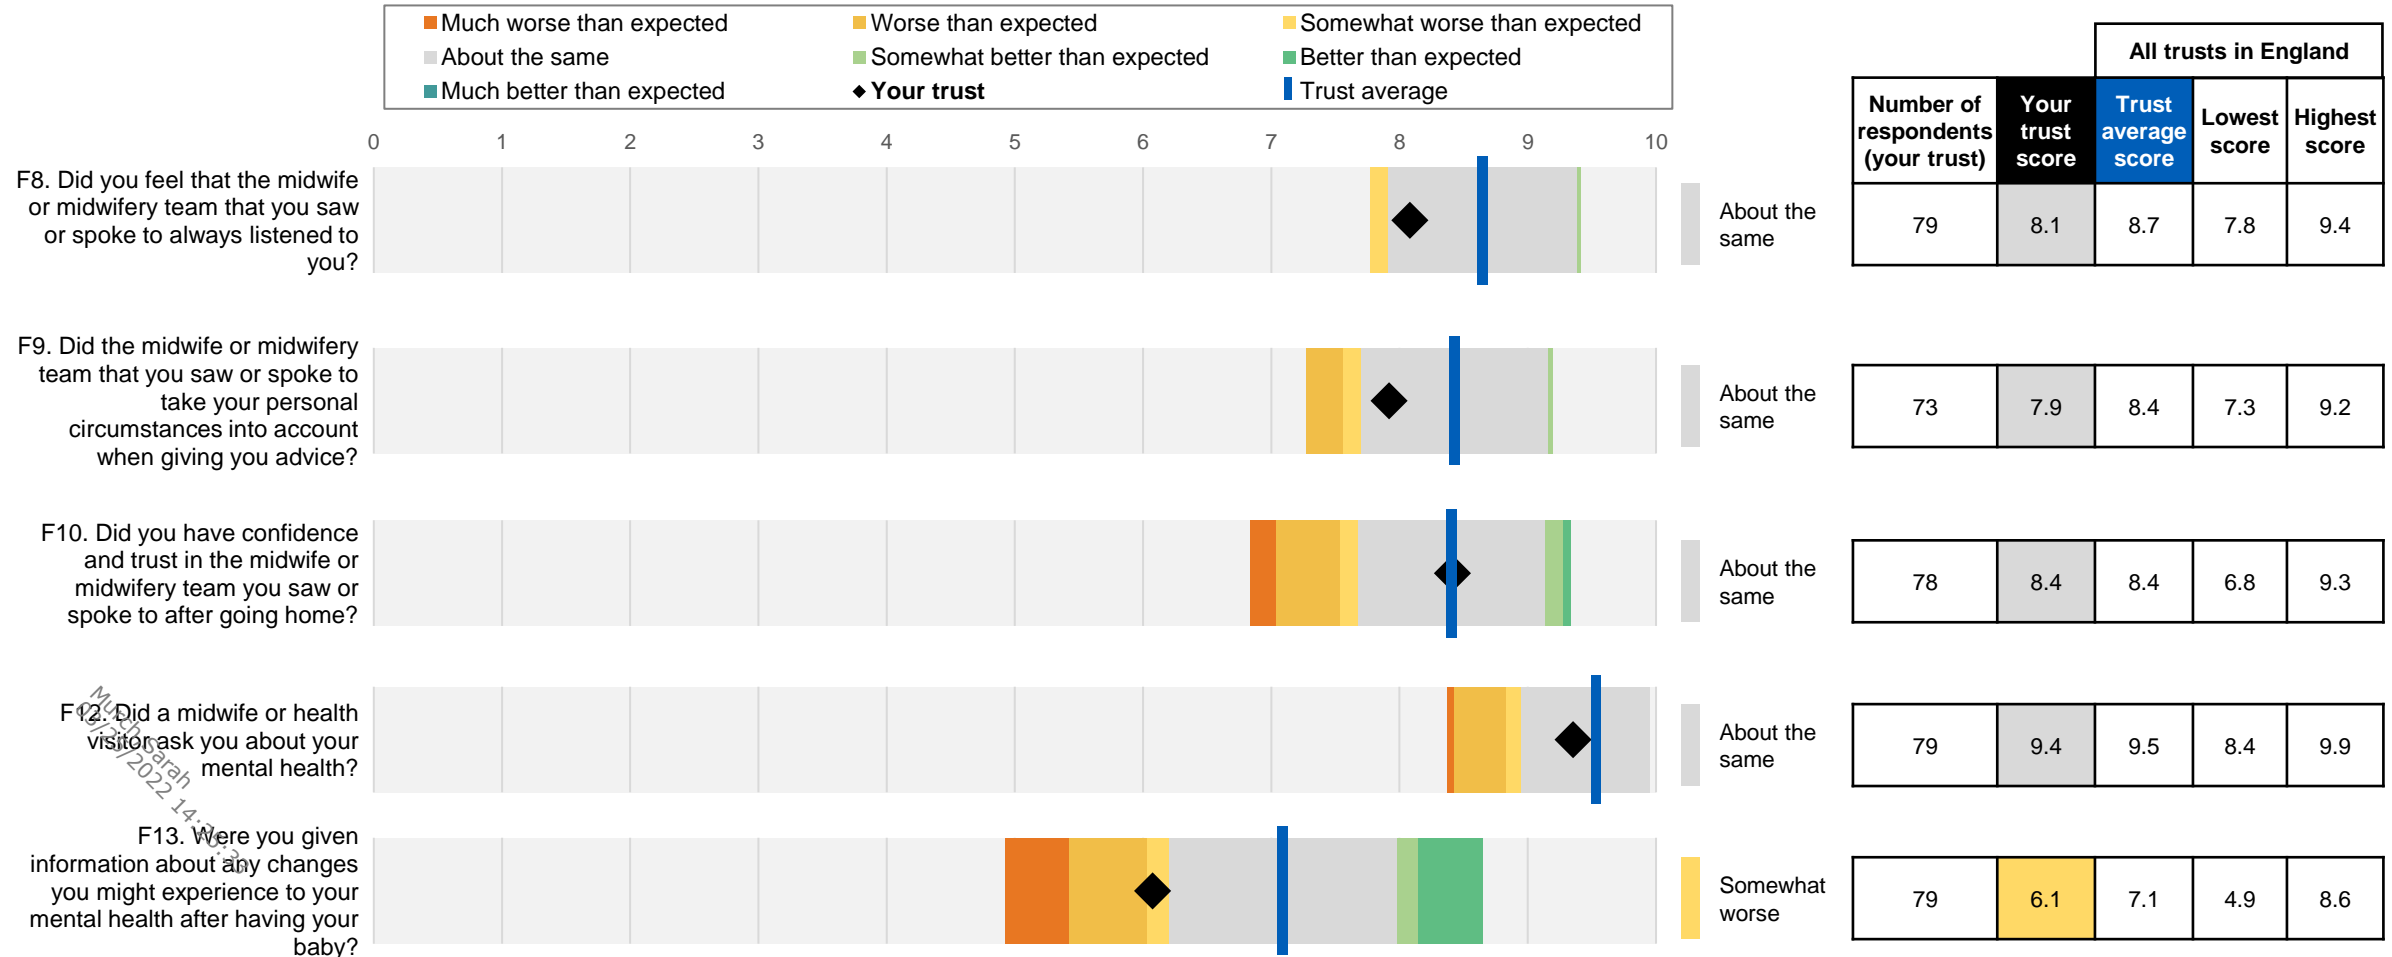 Much worse than expected
Worse than expected
Somewhat worse than expected
About the same
Somewhat better than expected
Better than expected
Much better than expected
Your trust
Trust average
All trusts in England
Number of respondents (your trust)
Your trust score
Trust average score
Lowest score
Highest score
0 1 2 3 4 5 6 7 8 9 10
F8. Did you feel that the midwife
or midwifery team that you saw
or spoke to always listened to
you?
About the
same
79 8.1 8.7 7.8 9.4
F9. Did the midwife or midwifery
team that you saw or spoke to
take your personal
circumstances into account
when giving you advice?
About the
same
73 7.9 8.4 7.3 9.2
F10. Did you have confidence
and trust in the midwife or
midwifery team you saw or
spoke to after going home?
About the
same
78 8.4 8.4 6.8 9.3
F12. Did a midwife or health
visitor ask you about your
mental health?
About the
same
79 9.4 9.5 8.4 9.9
F13. Were you given
information about any changes
you might experience to your
mental health after having your
baby?
Somewhat
worse
79 6.1 7.1 4.9 8.6
Murch, Sarah